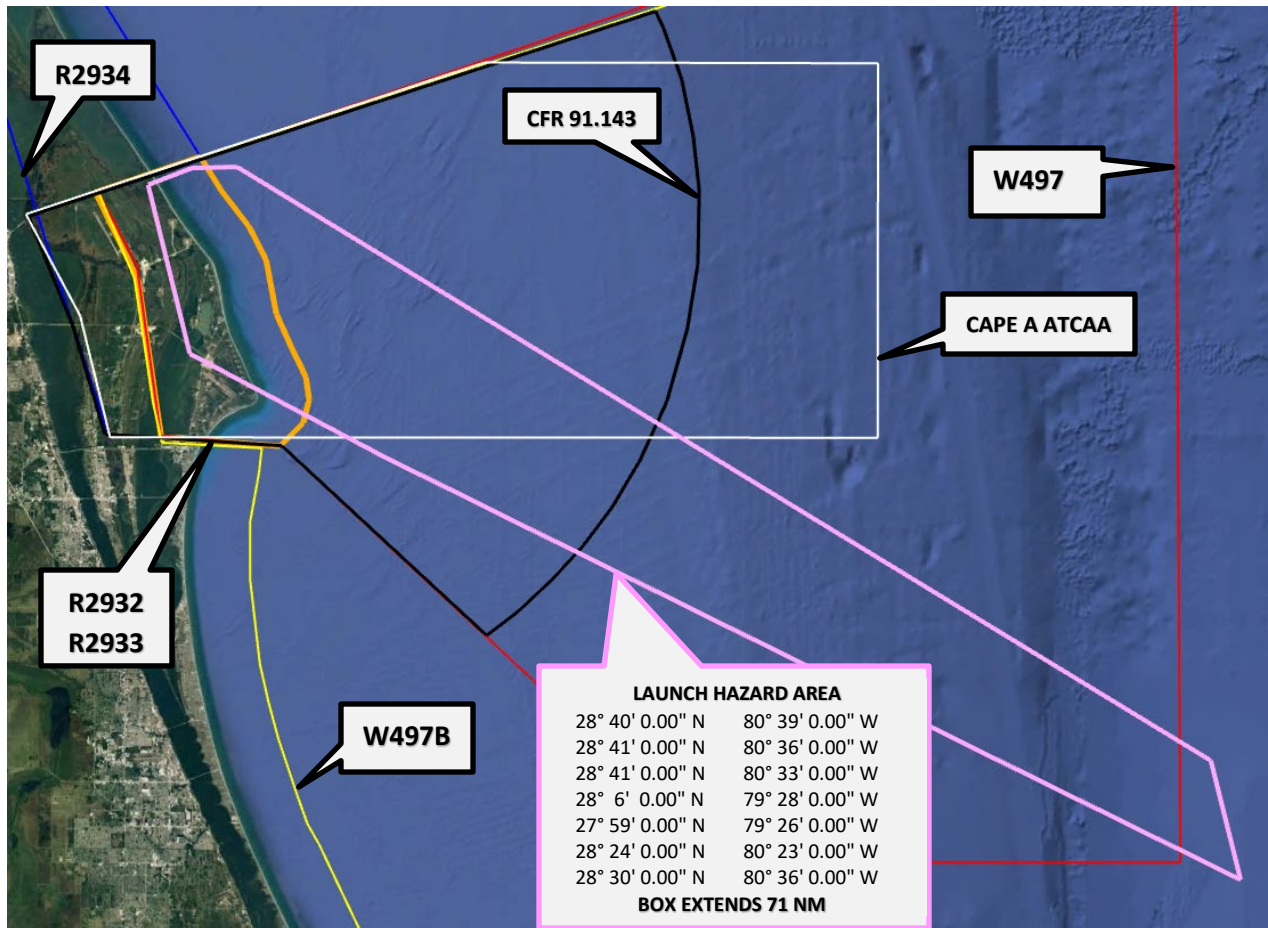 R2934
CFR 91.143
W497
CAPE A ATCAA
R2932
R2933
W497B
LAUNCH HAZARD AREA
28° 40' 0.00" N 80° 39' 0.00" W
28° 41' 0.00" N 80° 36' 0.00" W
28° 41' 0.00" N 80° 33' 0.00" W
28° 6' 0.00" N 79° 28' 0.00" W
27° 59' 0.00" N 79° 26' 0.00" W
28° 24' 0.00" N 80° 23' 0.00" W
28° 30' 0.00" N 80° 36' 0.00" W
BOX EXTENDS 71 NM